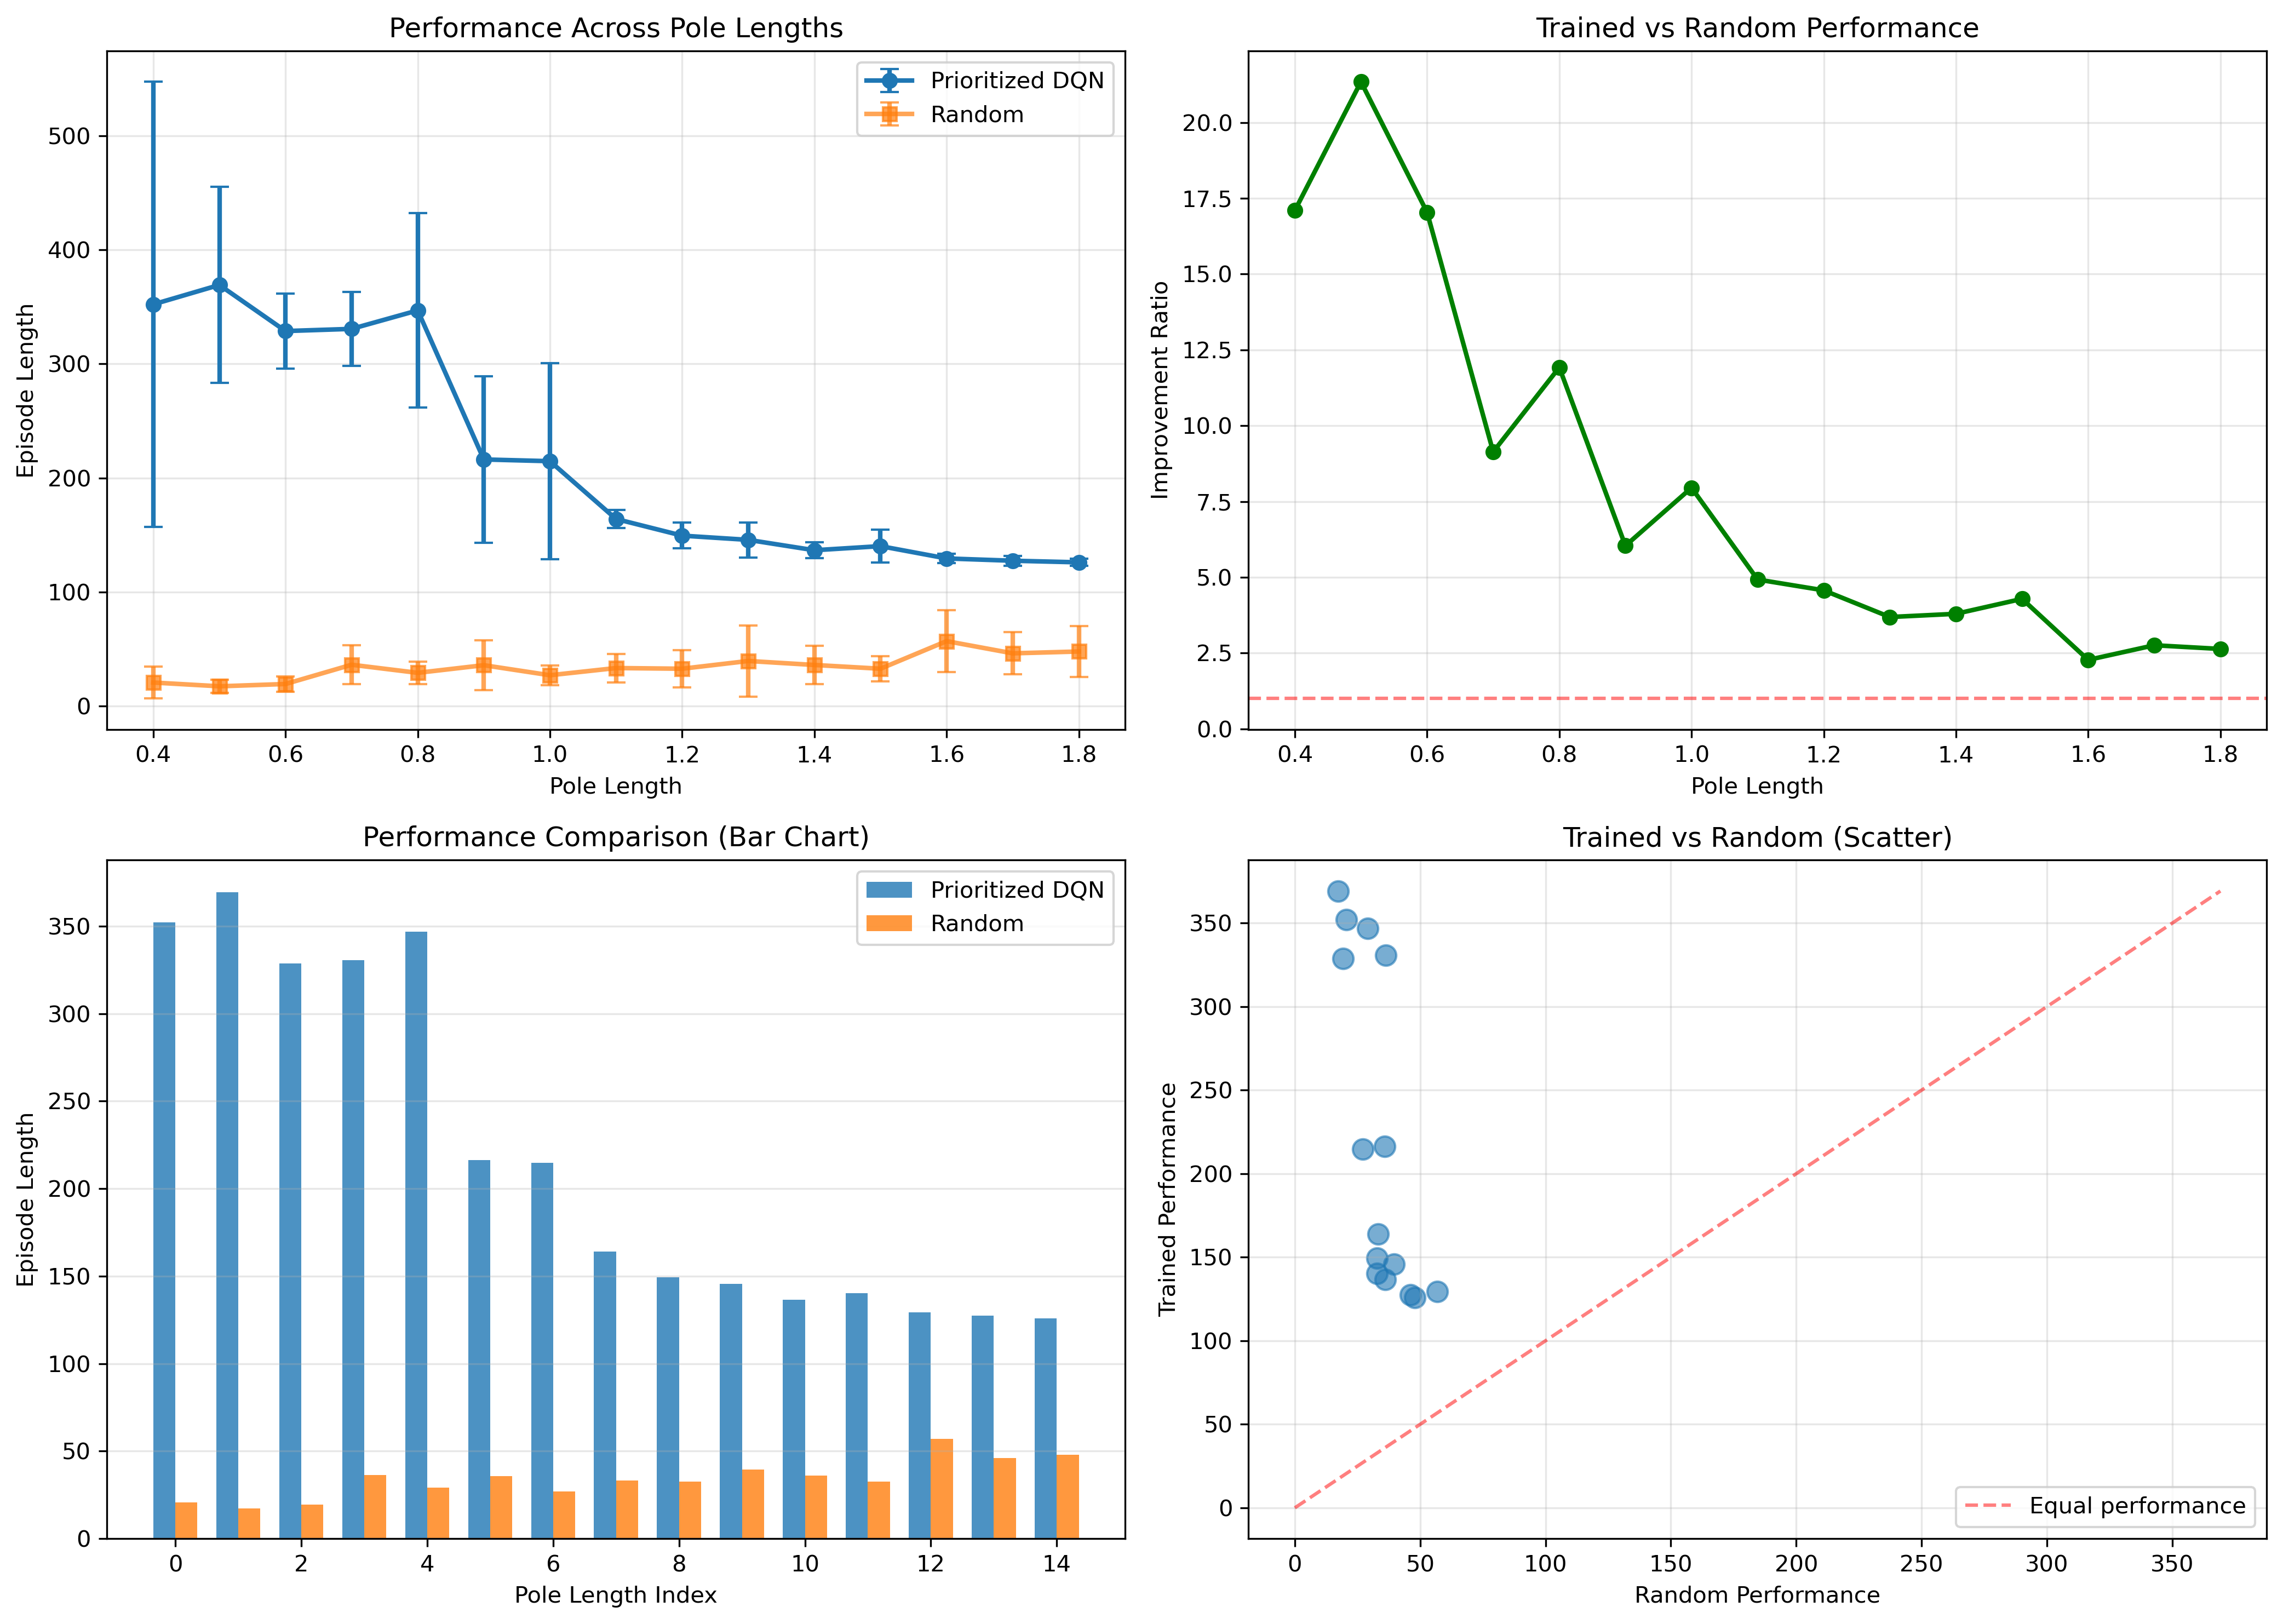 Performance Across Pole Lengths
Prioritized DQN
Random
500
400
300
200
100
0
Episode Length
0.4 0.6 0.8 1.0 1.2 1.4 1.6 1.8
Pole Length
Trained vs Random Performance
20.0
17.5
15.0
12.5
10.0
7.5
5.0
2.5
0.0
Improvement Ratio
0.4 0.6 0.8 1.0 1.2 1.4 1.6 1.8
Pole Length
Performance Comparison (Bar Chart)
Prioritized DQN
Random
350
300
250
200
150
100
50
0
Episode Length
0 2 4 6 8 10 12 14
Pole Length Index
Trained vs Random (Scatter)
350
300
250
200
150
100
50
0
Trained Performance
Equal performance
0 50 100 150 200 250 300 350
Random Performance